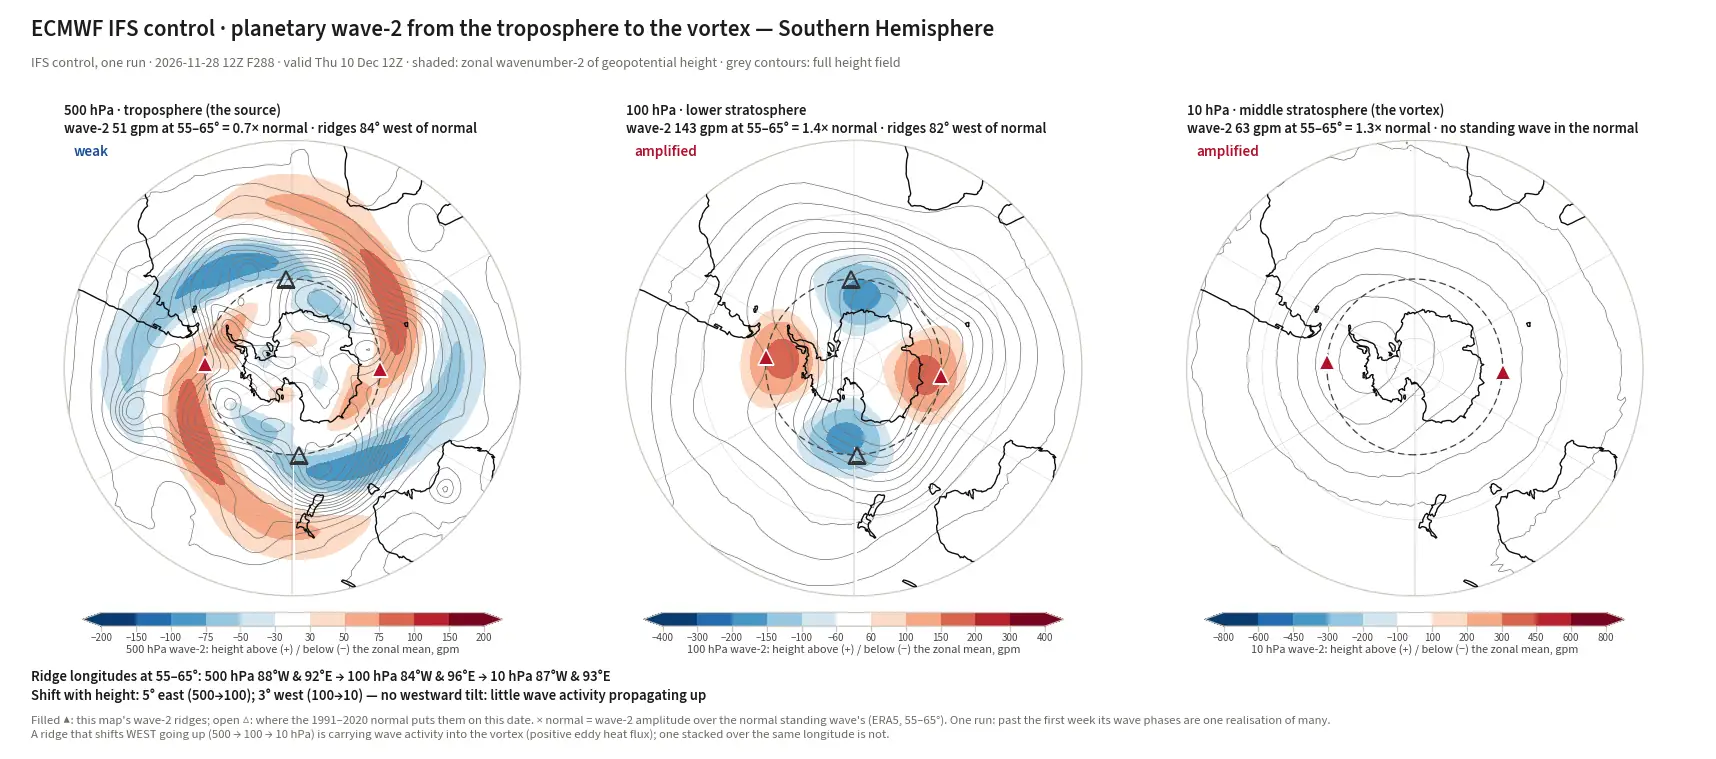 ECMWF IFS control · planetary wave-2 from the troposphere to the vortex — Southern Hemisphere
IFS control, one run · 2026-11-28 12Z F288 · valid Thu 10 Dec 12Z · shaded: zonal wavenumber-2 of geopotential height · grey contours: full height field
500 hPa · troposphere (the source)
wave-2 51 gpm at 55–65° = 0.7× normal · ridges 84° west of normal
weak
100 hPa · lower stratosphere
wave-2 143 gpm at 55–65° = 1.4× normal · ridges 82° west of normal
amplified
10 hPa · middle stratosphere (the vortex)
wave-2 63 gpm at 55–65° = 1.3× normal · no standing wave in the normal
amplified
−200 −150 −100 −75 −50 −30 30 50 75 100 150 200
500 hPa wave-2: height above (+) / below (−) the zonal mean, gpm
−400 −300 −200 −150 −100 −60 60 100 150 200 300 400
100 hPa wave-2: height above (+) / below (−) the zonal mean, gpm
−800 −600 −450 −300 −200 −100 100 200 300 450 600 800
10 hPa wave-2: height above (+) / below (−) the zonal mean, gpm
Ridge longitudes at 55–65°: 500 hPa 88°W & 92°E → 100 hPa 84°W & 96°E → 10 hPa 87°W & 93°E
Shift with height: 5° east (500→100); 3° west (100→10) — no westward tilt: little wave activity propagating up
Filled ▲: this map's wave-2 ridges; open △: where the 1991–2020 normal puts them on this date. × normal = wave-2 amplitude over the normal standing wave's (ERA5, 55–65°). One run: past the first week its wave phases are one realisation of many.
A ridge that shifts WEST going up (500 → 100 → 10 hPa) is carrying wave activity into the vortex (positive eddy heat flux); one stacked over the same longitude is not.